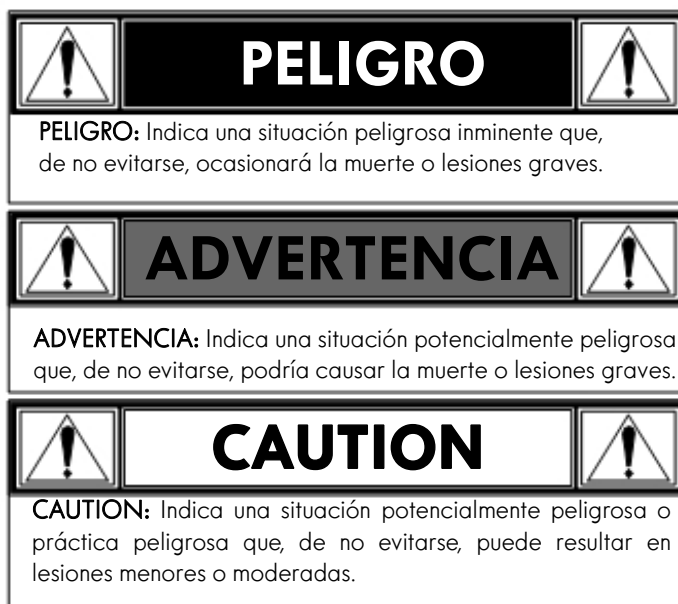 PELIGRO
PELIGRO: Indica una situación peligrosa inminente que,
de no evitarse, ocasionará la muerte o lesiones graves.
ADVERTENCIA
ADVERTENCIA: Indica una situación potencialmente peligrosa
que, de no evitarse, podría causar la muerte o lesiones graves.
CAUTION
CAUTION: Indica una situación potencialmente peligrosa o
práctica peligrosa que, de no evitarse, puede resultar en
lesiones menores o moderadas.